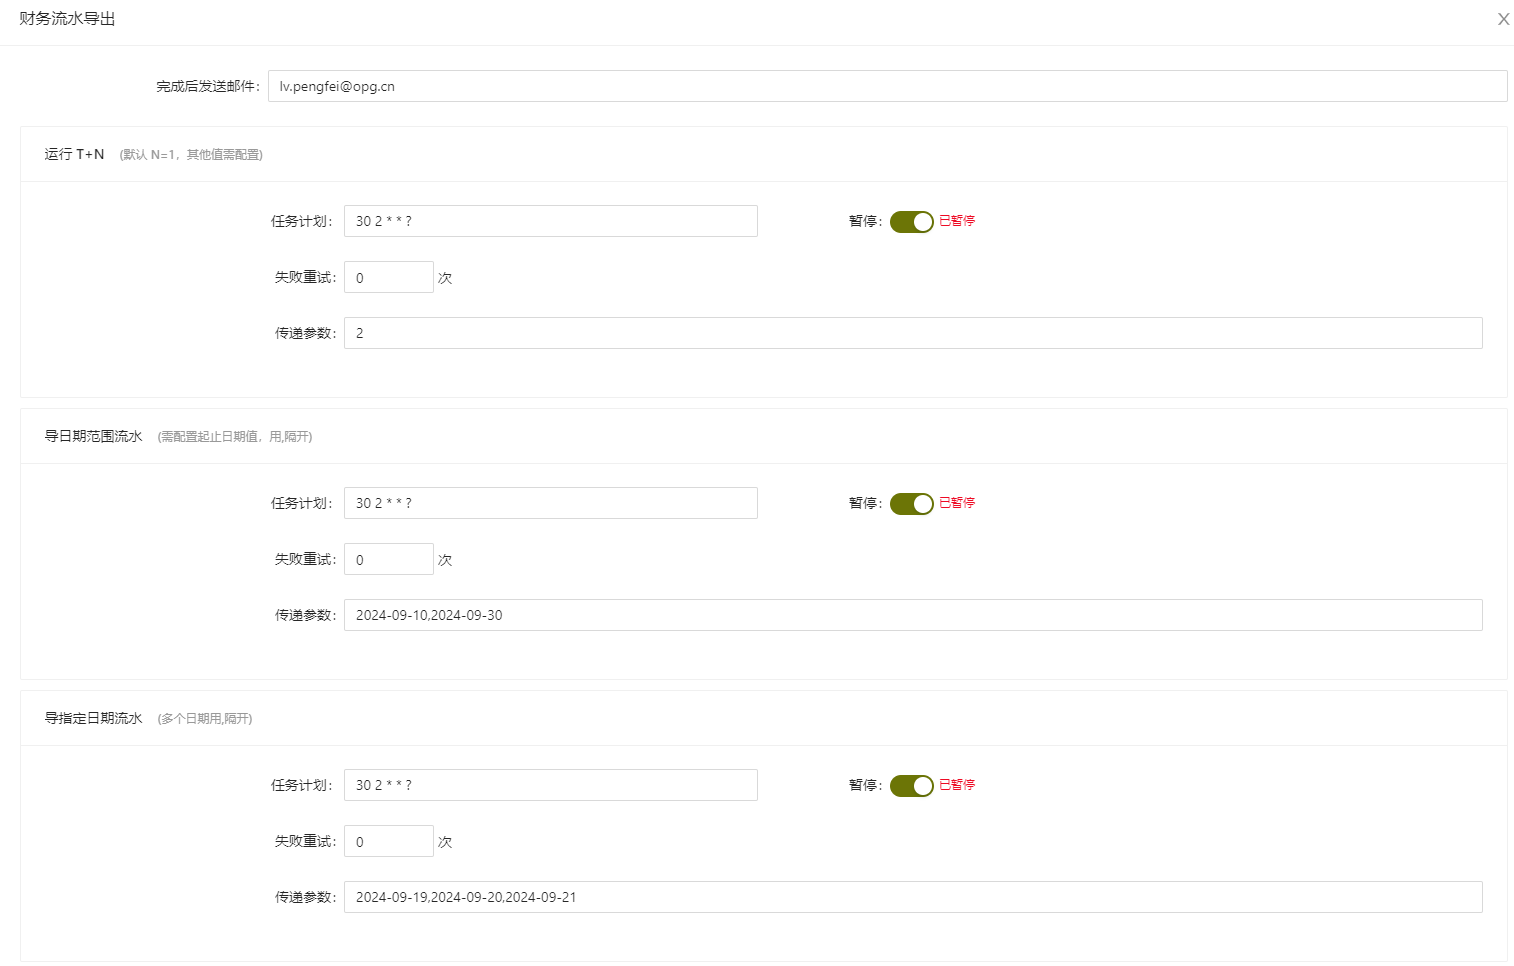 财务流水导出 X
完成后发送邮件: lv.pengfei@opg.cn
运行 T+N (默认 N=1，其他值需配置)
任务计划: 30 2 * * ? 暂停: 已暂停
失败重试: 0 次
传递参数: 2
导日期范围流水 (需配置起止日期值，用,隔开)
任务计划: 30 2 * * ? 暂停: 已暂停
失败重试: 0 次
传递参数: 2024-09-10,2024-09-30
导指定日期流水 (多个日期用,隔开)
任务计划: 30 2 * * ? 暂停: 已暂停
失败重试: 0 次
传递参数: 2024-09-19,2024-09-20,2024-09-21